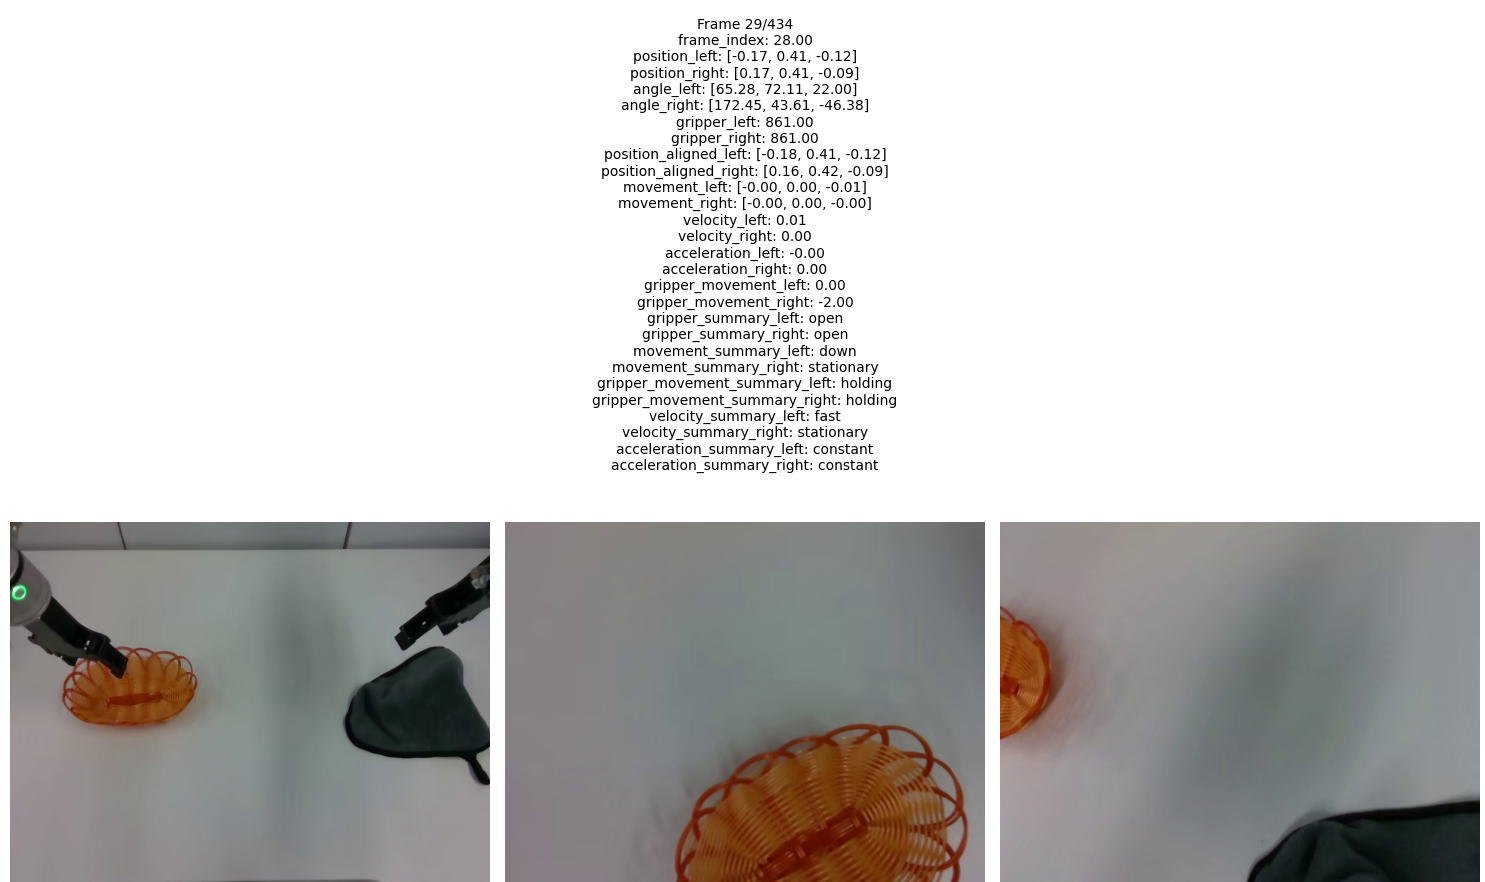 Frame 29/434
frame_index: 28.00
position_left: [-0.17, 0.41, -0.12]
position_right: [0.17, 0.41, -0.09]
angle_left: [65.28, 72.11, 22.00]
angle_right: [172.45, 43.61, -46.38]
gripper_left: 861.00
gripper_right: 861.00
position_aligned_left: [-0.18, 0.41, -0.12]
position_aligned_right: [0.16, 0.42, -0.09]
movement_left: [-0.00, 0.00, -0.01]
movement_right: [-0.00, 0.00, -0.00]
velocity_left: 0.01
velocity_right: 0.00
acceleration_left: -0.00
acceleration_right: 0.00
gripper_movement_left: 0.00
gripper_movement_right: -2.00
gripper_summary_left: open
gripper_summary_right: open
movement_summary_left: down
movement_summary_right: stationary
gripper_movement_summary_left: holding
gripper_movement_summary_right: holding
velocity_summary_left: fast
velocity_summary_right: stationary
acceleration_summary_left: constant
acceleration_summary_right: constant